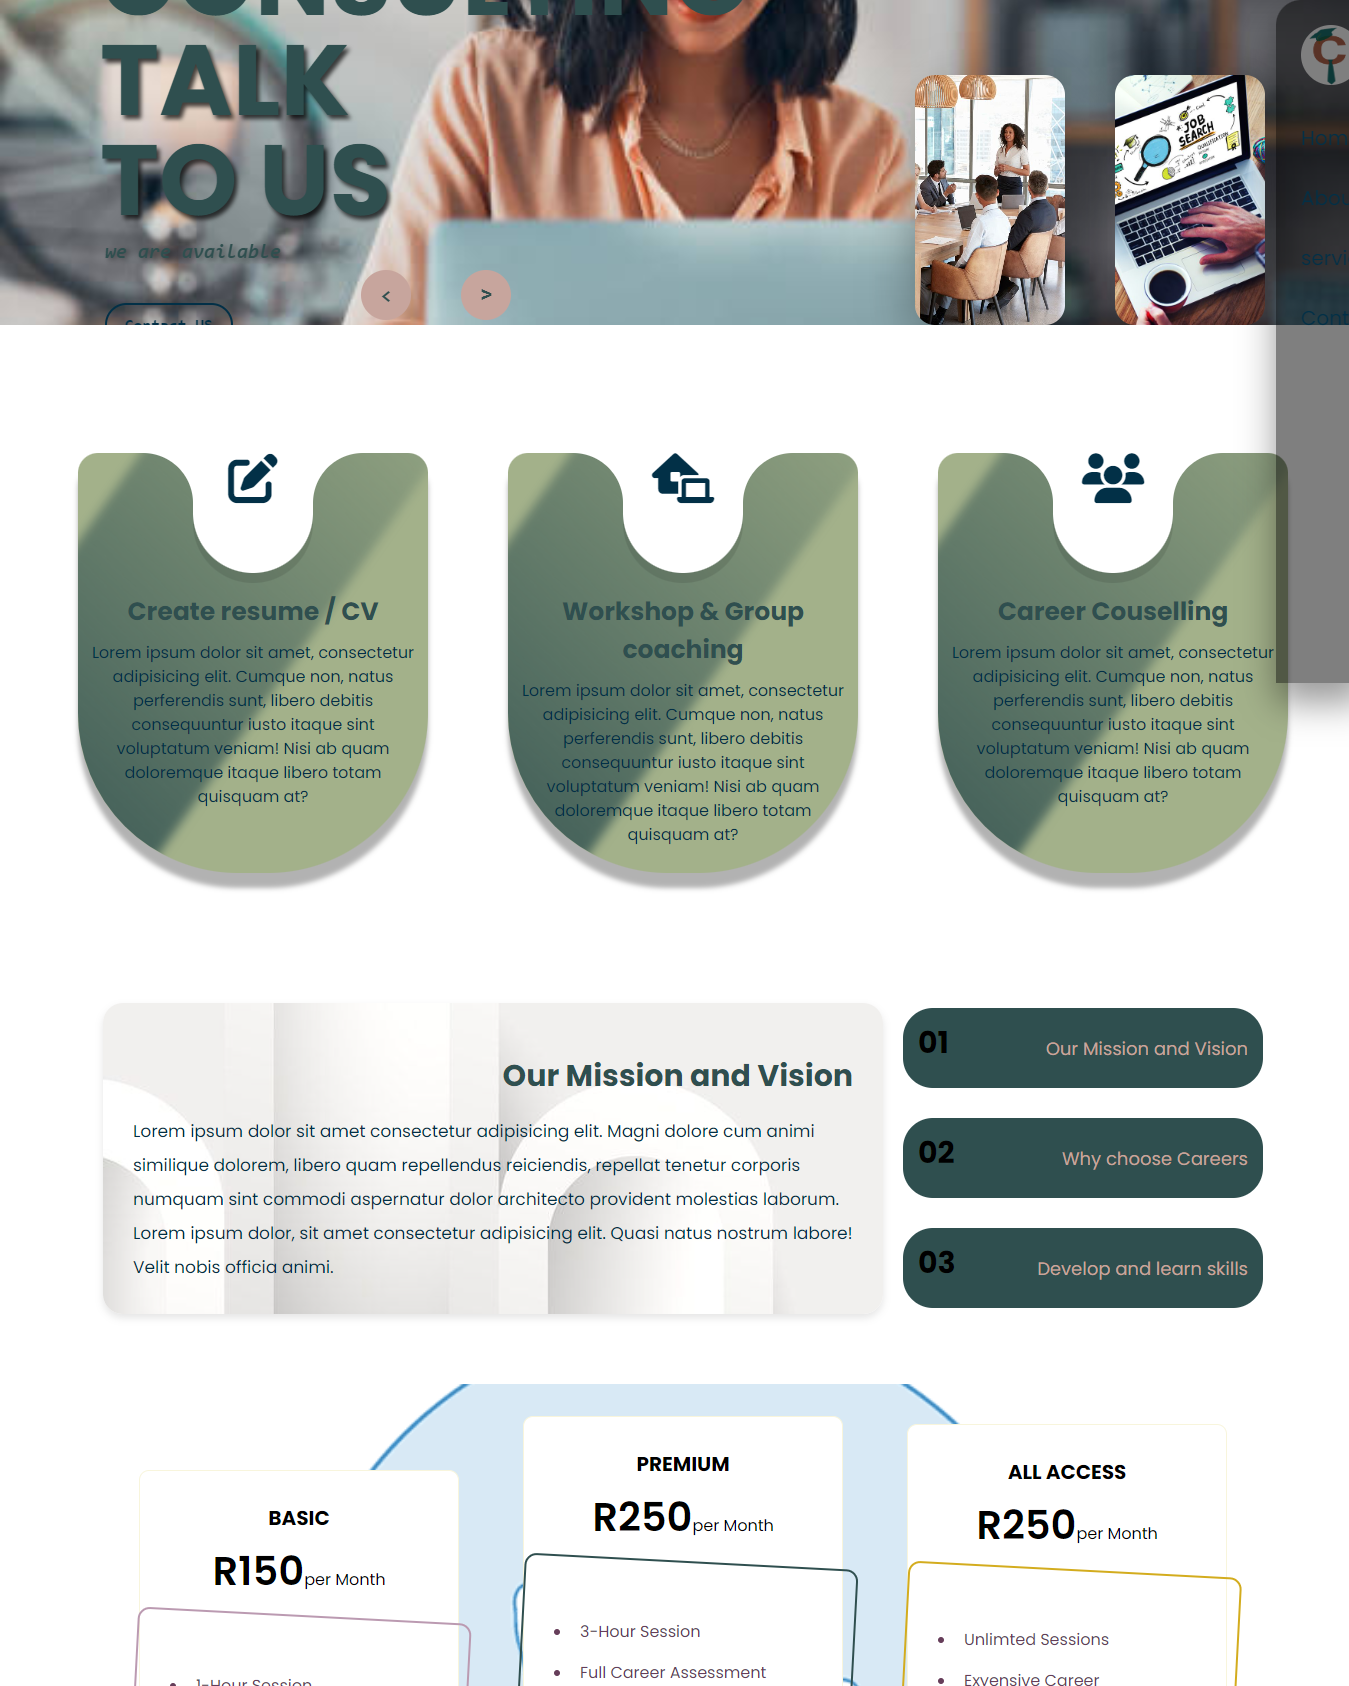 CONSULTING
TALK
TO US
we are available
Contact US
<
>
JOB
SEARCH
C
Hom
Abou
servi
Cont
Create resume / CV
Lorem ipsum dolor sit amet, consectetur
adipisicing elit. Cumque non, natus
perferendis sunt, libero debitis
consequuntur iusto itaque sint
voluptatum veniam! Nisi ab quam
doloremque itaque libero totam
quisquam at?
Workshop & Group
coaching
Lorem ipsum dolor sit amet, consectetur
adipisicing elit. Cumque non, natus
perferendis sunt, libero debitis
consequuntur iusto itaque sint
voluptatum veniam! Nisi ab quam
doloremque itaque libero totam
quisquam at?
Career Couselling
Lorem ipsum dolor sit amet, consectetur
adipisicing elit. Cumque non, natus
perferendis sunt, libero debitis
consequuntur iusto itaque sint
voluptatum veniam! Nisi ab quam
doloremque itaque libero totam
quisquam at?
Our Mission and Vision
Lorem ipsum dolor sit amet consectetur adipisicing elit. Magni dolore cum animi
similique dolorem, libero quam repellendus reiciendis, repellat tenetur corporis
numquam sint commodi aspernatur dolor architecto provident molestias laborum.
Lorem ipsum dolor, sit amet consectetur adipisicing elit. Quasi natus nostrum labore!
Velit nobis officia animi.
01 Our Mission and Vision
02 Why choose Careers
03 Develop and learn skills
BASIC
R150per Month
1-Hour Session
PREMIUM
R250per Month
3-Hour Session
Full Career Assessment
ALL ACCESS
R250per Month
Unlimted Sessions
Exvensive Career